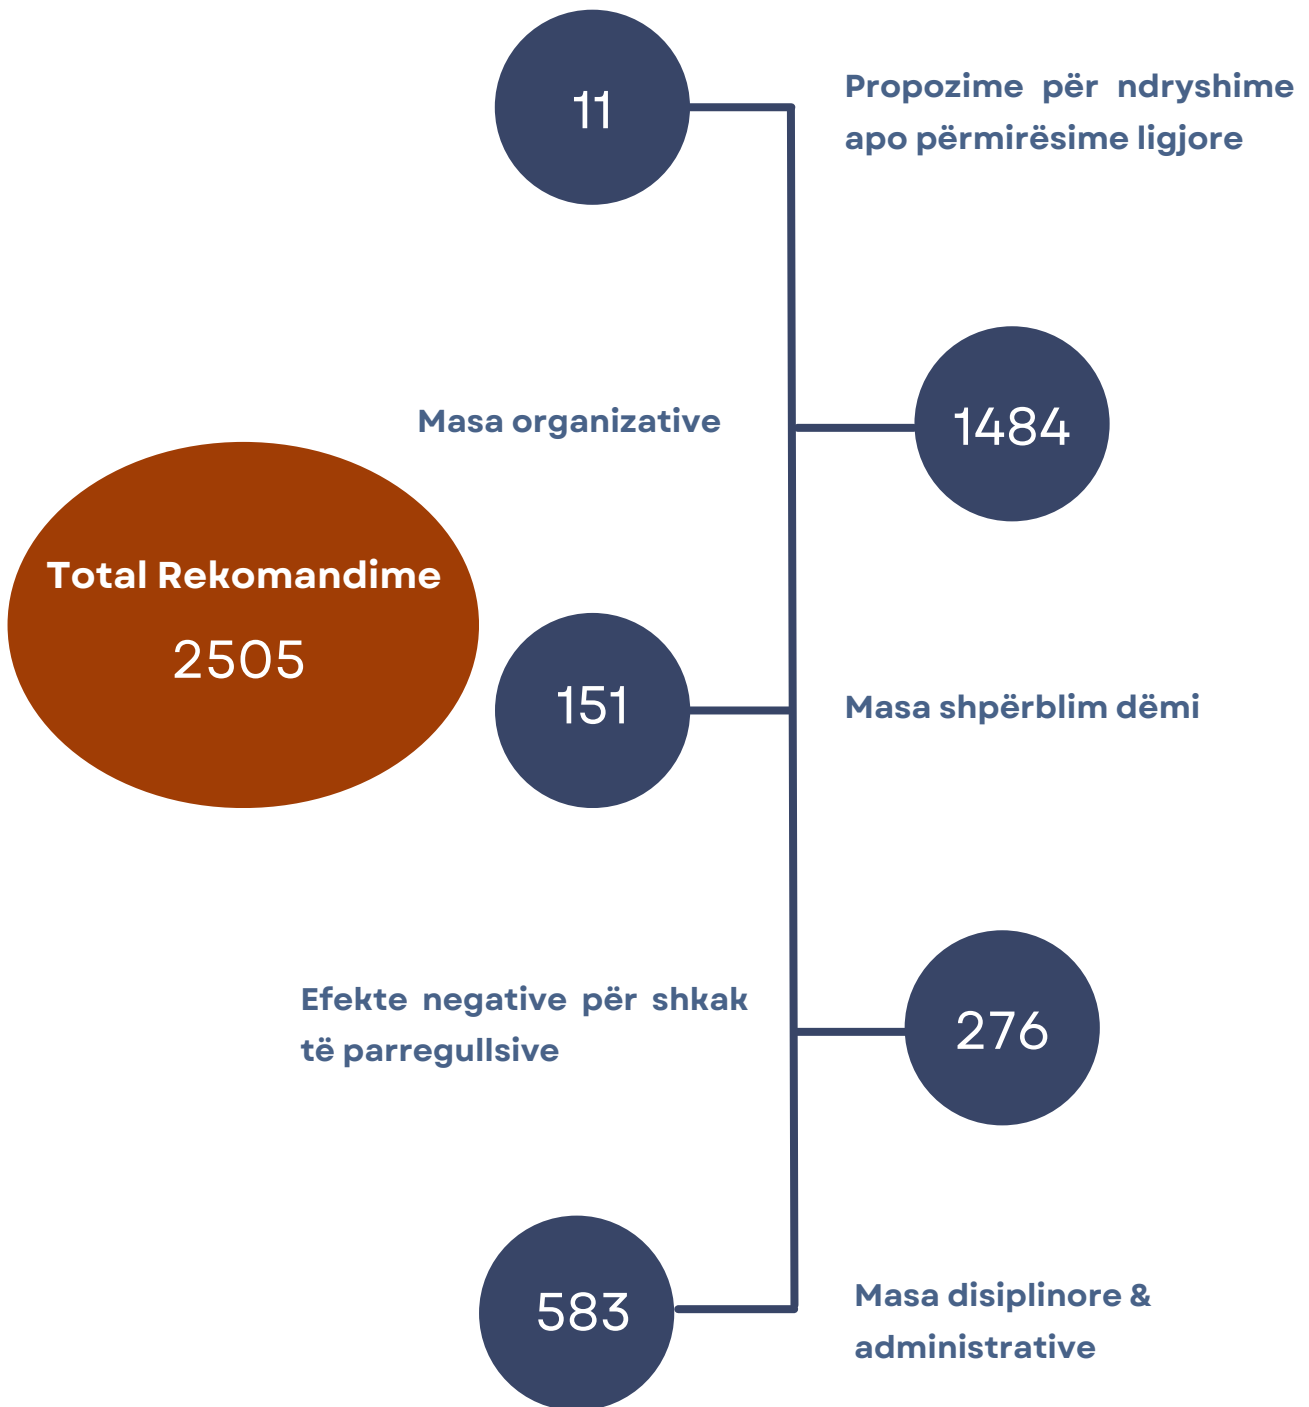 11
Propozime për ndryshime
apo përmirësime ligjore
Masa organizative
1484
Total Rekomandime
2505
151
Masa shpërblim dëmi
Efekte negative për shkak
të parregullsive
276
583
Masa disiplinore &
administrative